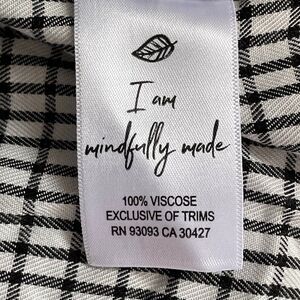 I am
mindfully made
100% VISCOSE
EXCLUSIVE OF TRIMS
RN 93093 CA 30427